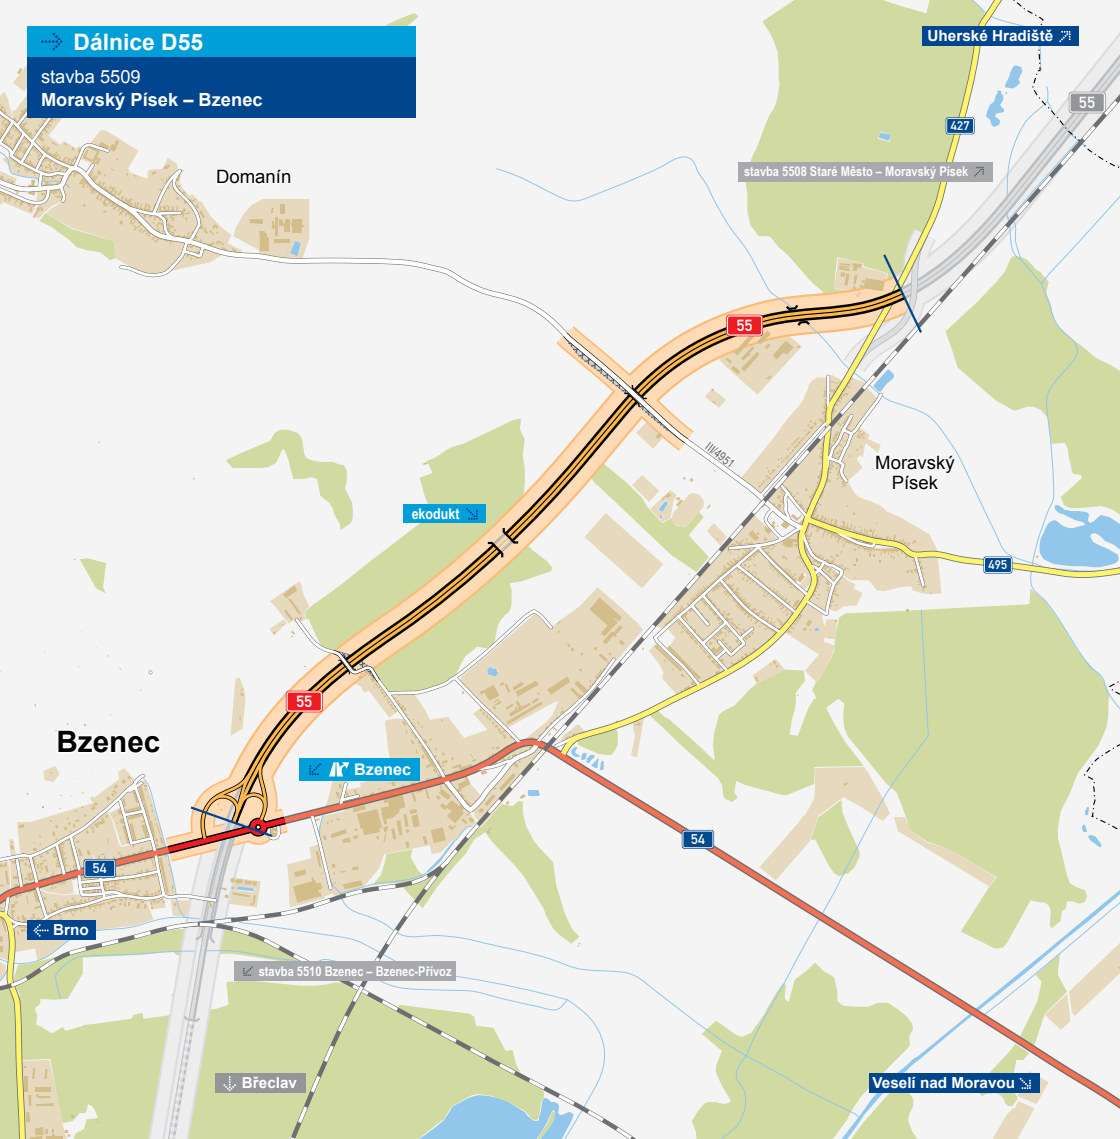 Dálnice D55
stavba 5509
Moravský Písek – Bzenec
Uherské Hradiště
55
427
stavba 5508 Staré Město – Moravský Písek
Domanín
55
III/4951
Moravský
Písek
ekodukt
495
55
Bzenec
Bzenec
54
54
Brno
stavba 5510 Bzenec – Bzenec-Přívoz
Břeclav
Veselí nad Moravou